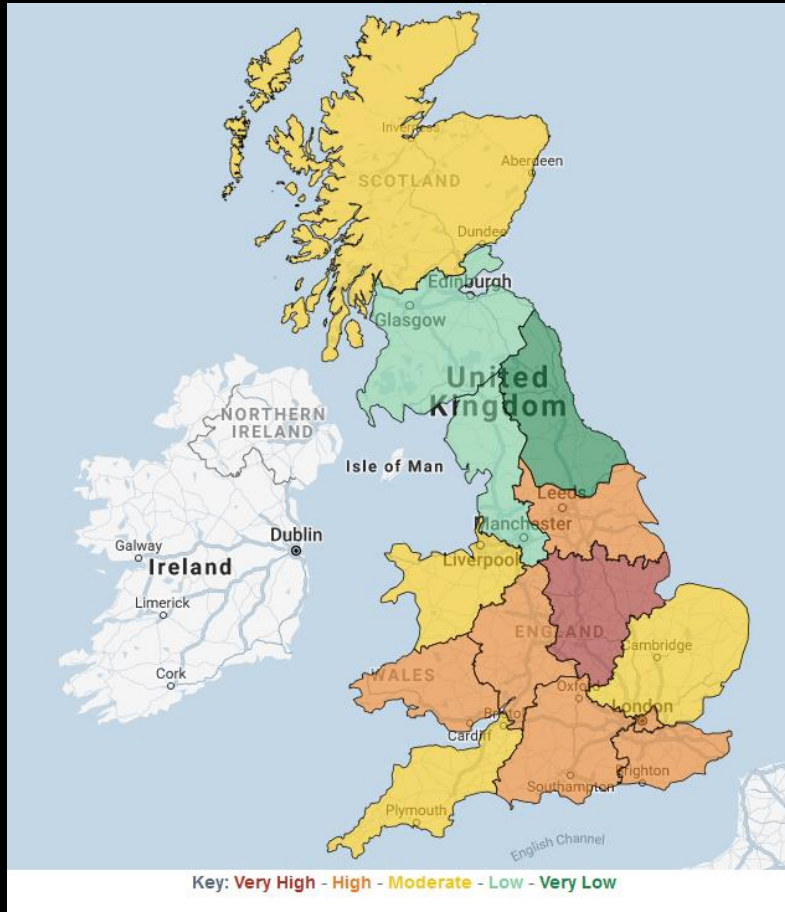 Inverness
Aberdeen
SCOTLAND
Dundee
Edinburgh
Glasgow
United
Kingdom
NORTHERN
IRELAND
Isle of Man
Leeds
Manchester
Dublin
Galway
Ireland
Liverpool
Limerick
ENGLAND
Cambridge
Cork
WALES
Oxford
London
Bristol
Cardiff
Brighton
Southampton
Plymouth
English Channel
Key: Very High - High - Moderate - Low - Very Low